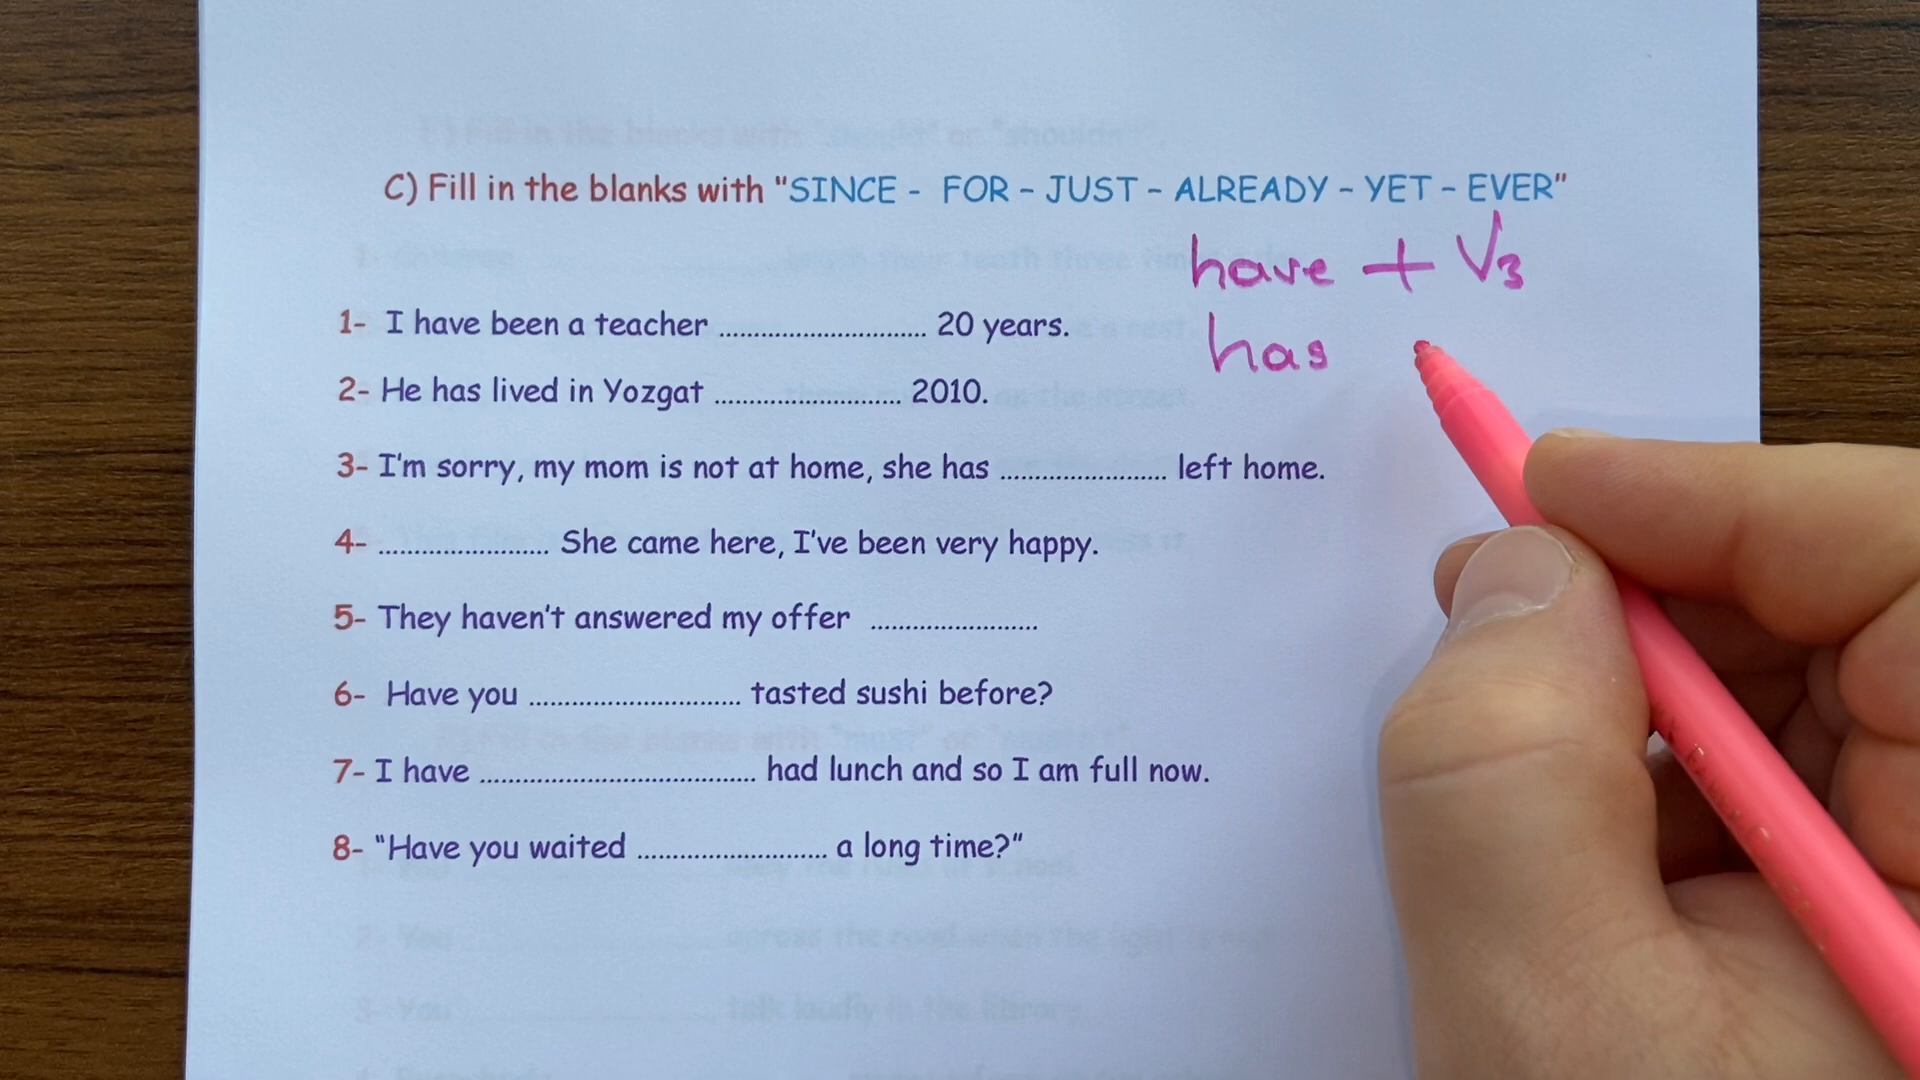 C) Fill in the blanks with "SINCE - FOR - JUST - ALREADY - YET - EVER"
have + V3
has
1- I have been a teacher ............................. 20 years.
2- He has lived in Yozgat .......................... 2010.
3- I'm sorry, my mom is not at home, she has ........................ left home.
4- ........................ She came here, I've been very happy.
5- They haven't answered my offer ........................
6- Have you .............................. tasted sushi before?
7- I have ....................................... had lunch and so I am full now.
8- "Have you waited ........................... a long time?"